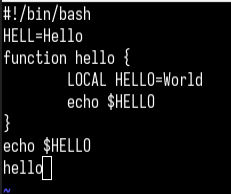 #!/bin/bash
HELL=Hello
function hello {
        LOCAL HELLO=World
        echo $HELLO
}
echo $HELLO
hello
~